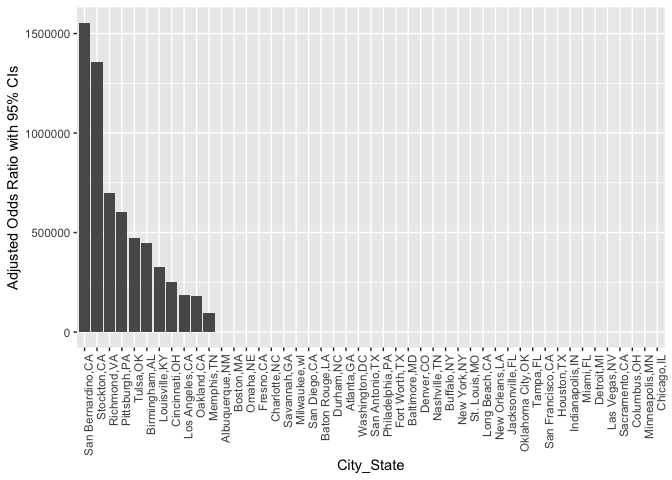 Adjusted Odds Ratio with 95% CIs
1500000
1000000
500000
0
San Bernardino,CA
Stockton,CA
Richmond,VA
Pittsburgh,PA
Tulsa,OK
Birmingham,AL
Louisville,KY
Cincinnati,OH
Los Angeles,CA
Oakland,CA
Memphis,TN
Albuquerque,NM
Boston,MA
Omaha,NE
Fresno,CA
Charlotte,NC
Savannah,GA
Milwaukee,wI
San Diego,CA
Baton Rouge,LA
Durham,NC
Atlanta,GA
Washington,DC
San Antonio,TX
Philadelphia,PA
Fort Worth,TX
Baltimore,MD
Denver,CO
Nashville,TN
Buffalo,NY
New York,NY
St. Louis,MO
Long Beach,CA
New Orleans,LA
Jacksonville,FL
Oklahoma City,OK
Tampa,FL
San Francisco,CA
Houston,TX
Indianapolis,IN
Miami,FL
Detroit,MI
Las Vegas,NV
Sacramento,CA
Columbus,OH
Minneapolis,MN
Chicago,IL
City_State